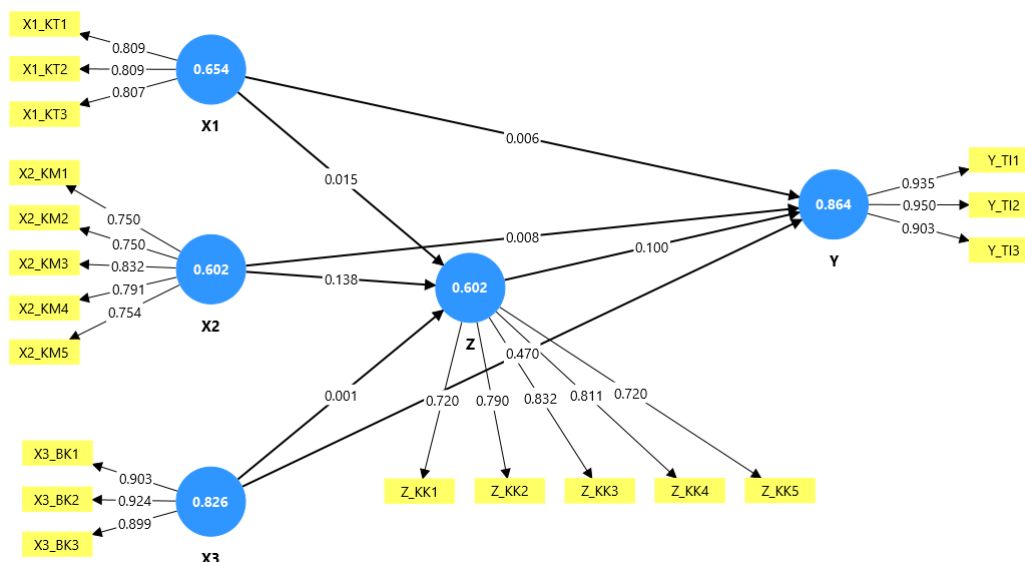 X1_KT1
X1_KT2
X1_KT3
0.809
0.809
0.807
0.654
X1
0.006
0.015
X2_KM1
X2_KM2
X2_KM3
X2_KM4
X2_KM5
0.750
0.750
0.832
0.791
0.754
0.602
X2
0.008
0.138
0.100
0.602
Z
0.864
Y
0.935
0.950
0.903
Y_TI1
Y_TI2
Y_TI3
0.470
0.001
0.720
0.790
0.832
0.811
0.720
Z_KK1
Z_KK2
Z_KK3
Z_KK4
Z_KK5
X3_BK1
X3_BK2
X3_BK3
0.903
0.924
0.899
0.826
X3